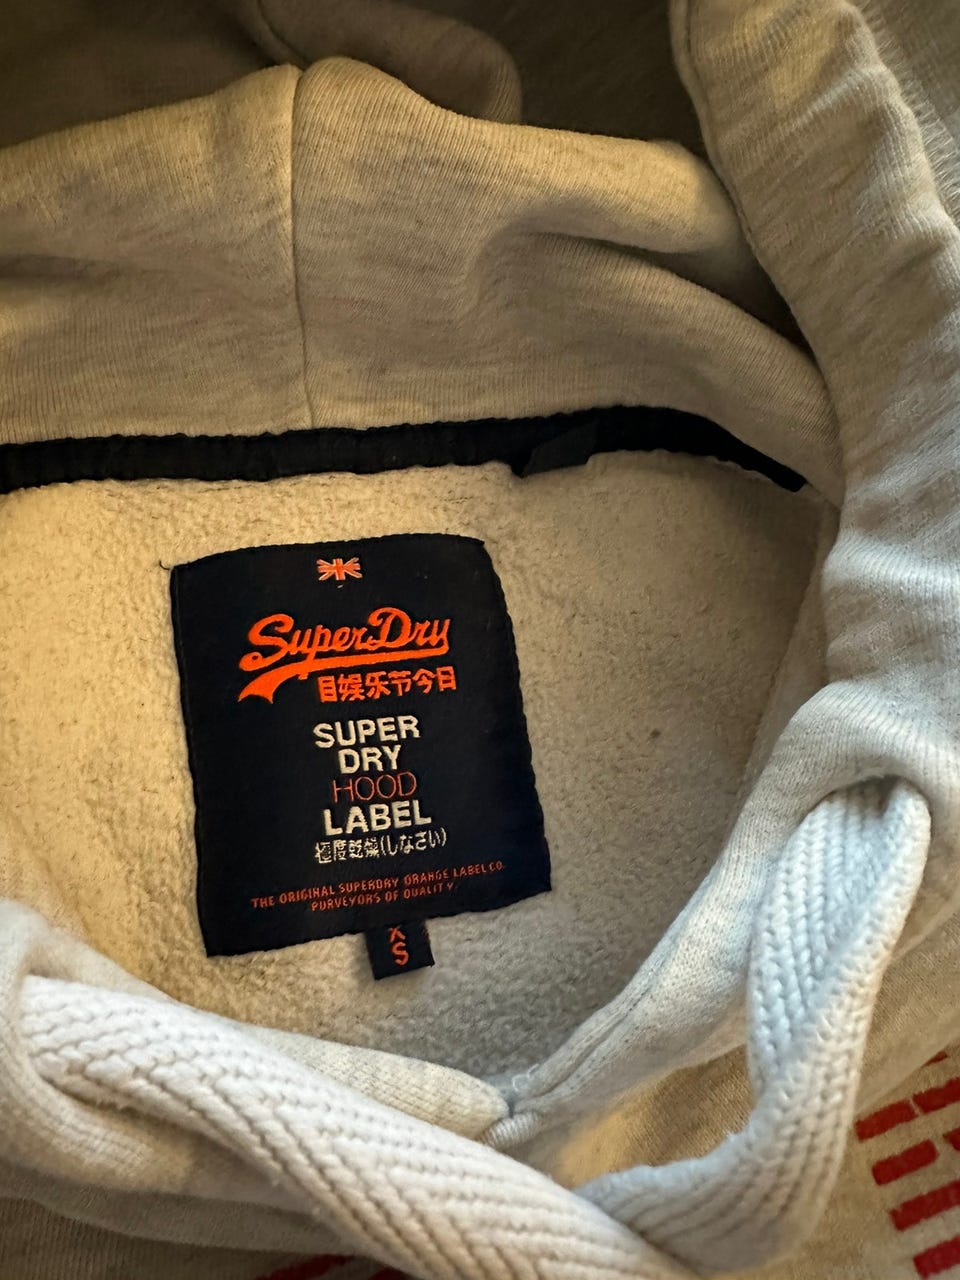 SuperDry
目娱乐节今日
SUPER
DRY
HOOD
LABEL
極度乾燥(しなさい)
THE ORIGINAL SUPERDRY ORANGE LABEL CO.
PURVEYORS OF QUALITY
XS